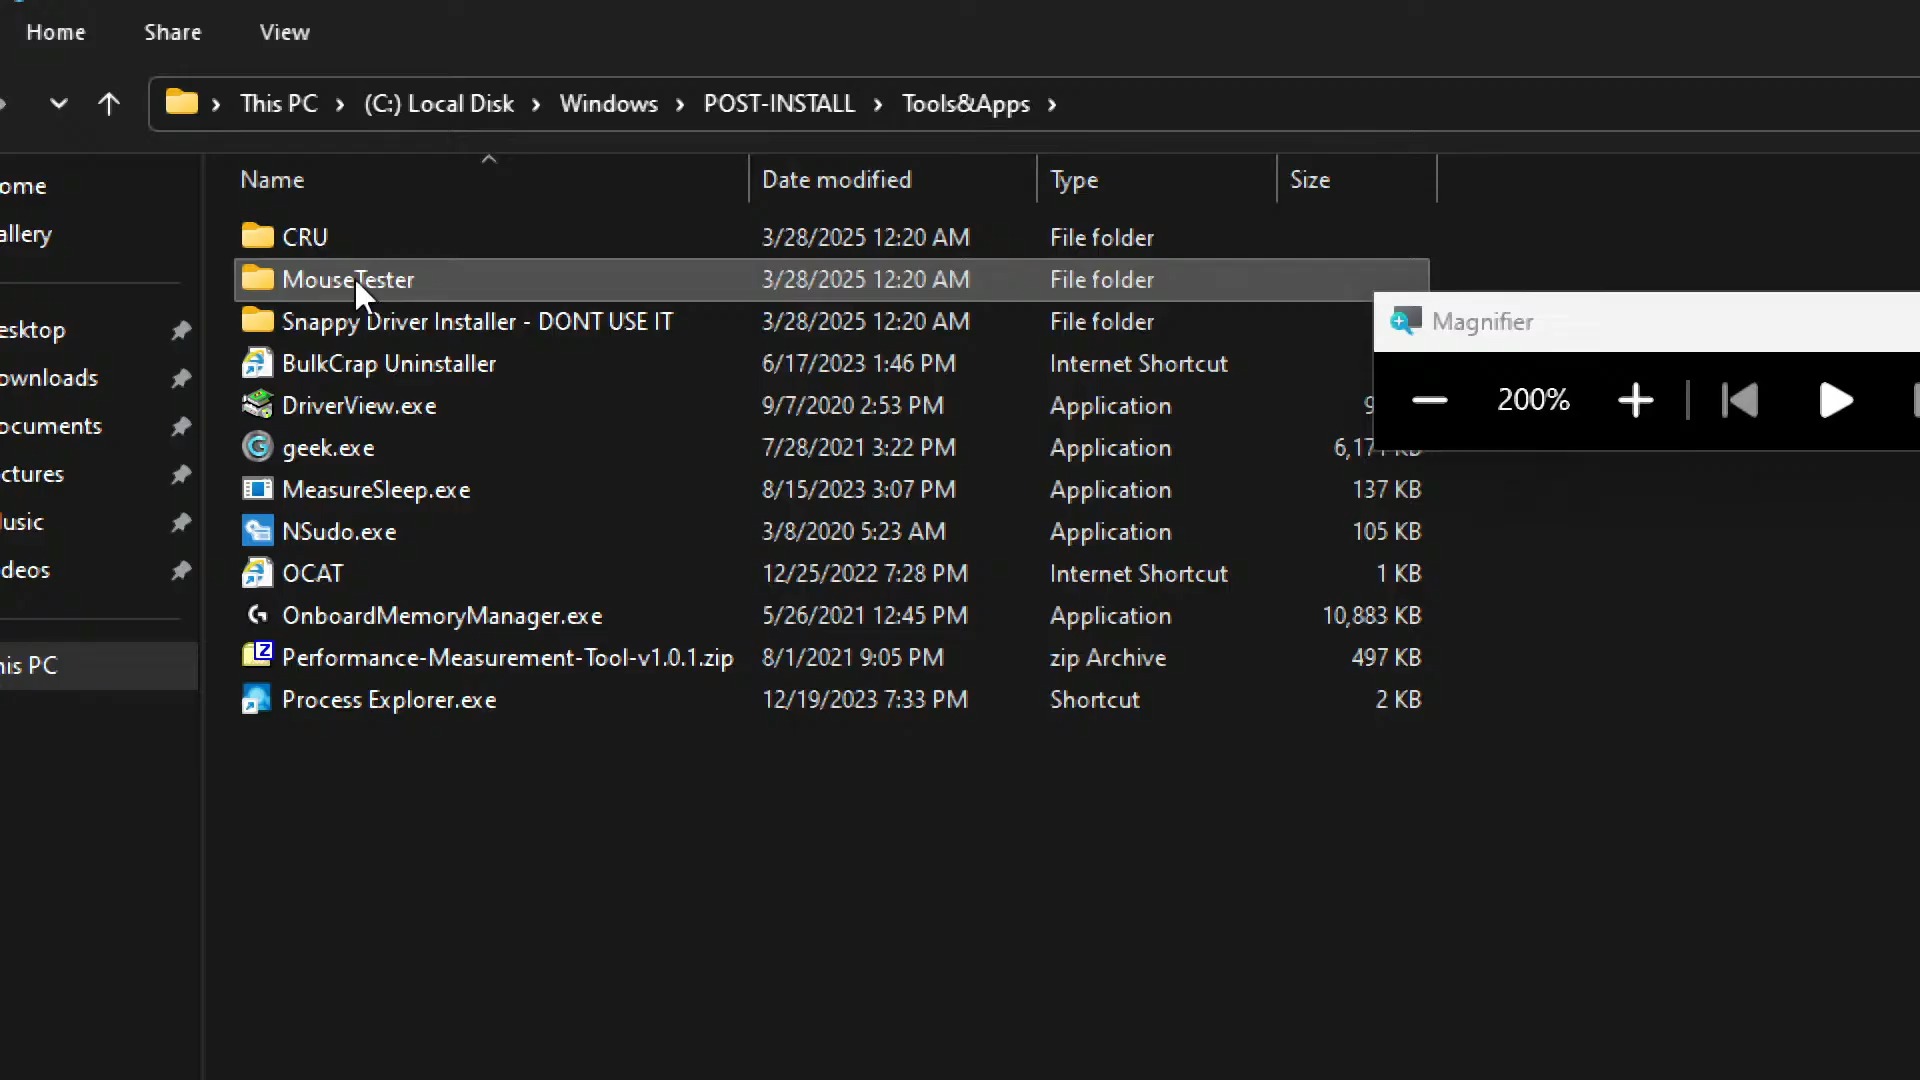 Home Share View
This PC (C:) Local Disk Windows POST-INSTALL Tools&Apps
Name Date modified Type Size
ome
allery
esktop
ownloads
ocuments
ctures
usic
deos
his PC
CRU 3/28/2025 12:20 AM File folder
MouseTester 3/28/2025 12:20 AM File folder
Snappy Driver Installer - DONT USE IT 3/28/2025 12:20 AM File folder
BulkCrap Uninstaller 6/17/2023 1:46 PM Internet Shortcut
DriverView.exe 9/7/2020 2:53 PM Application
geek.exe 7/28/2021 3:22 PM Application
MeasureSleep.exe 8/15/2023 3:07 PM Application 137 KB
NSudo.exe 3/8/2020 5:23 AM Application 105 KB
OCAT 12/25/2022 7:28 PM Internet Shortcut 1 KB
OnboardMemoryManager.exe 5/26/2021 12:45 PM Application 10,883 KB
Performance-Measurement-Tool-v1.0.1.zip 8/1/2021 9:05 PM zip Archive 497 KB
Process Explorer.exe 12/19/2023 7:33 PM Shortcut 2 KB
Magnifier
200%